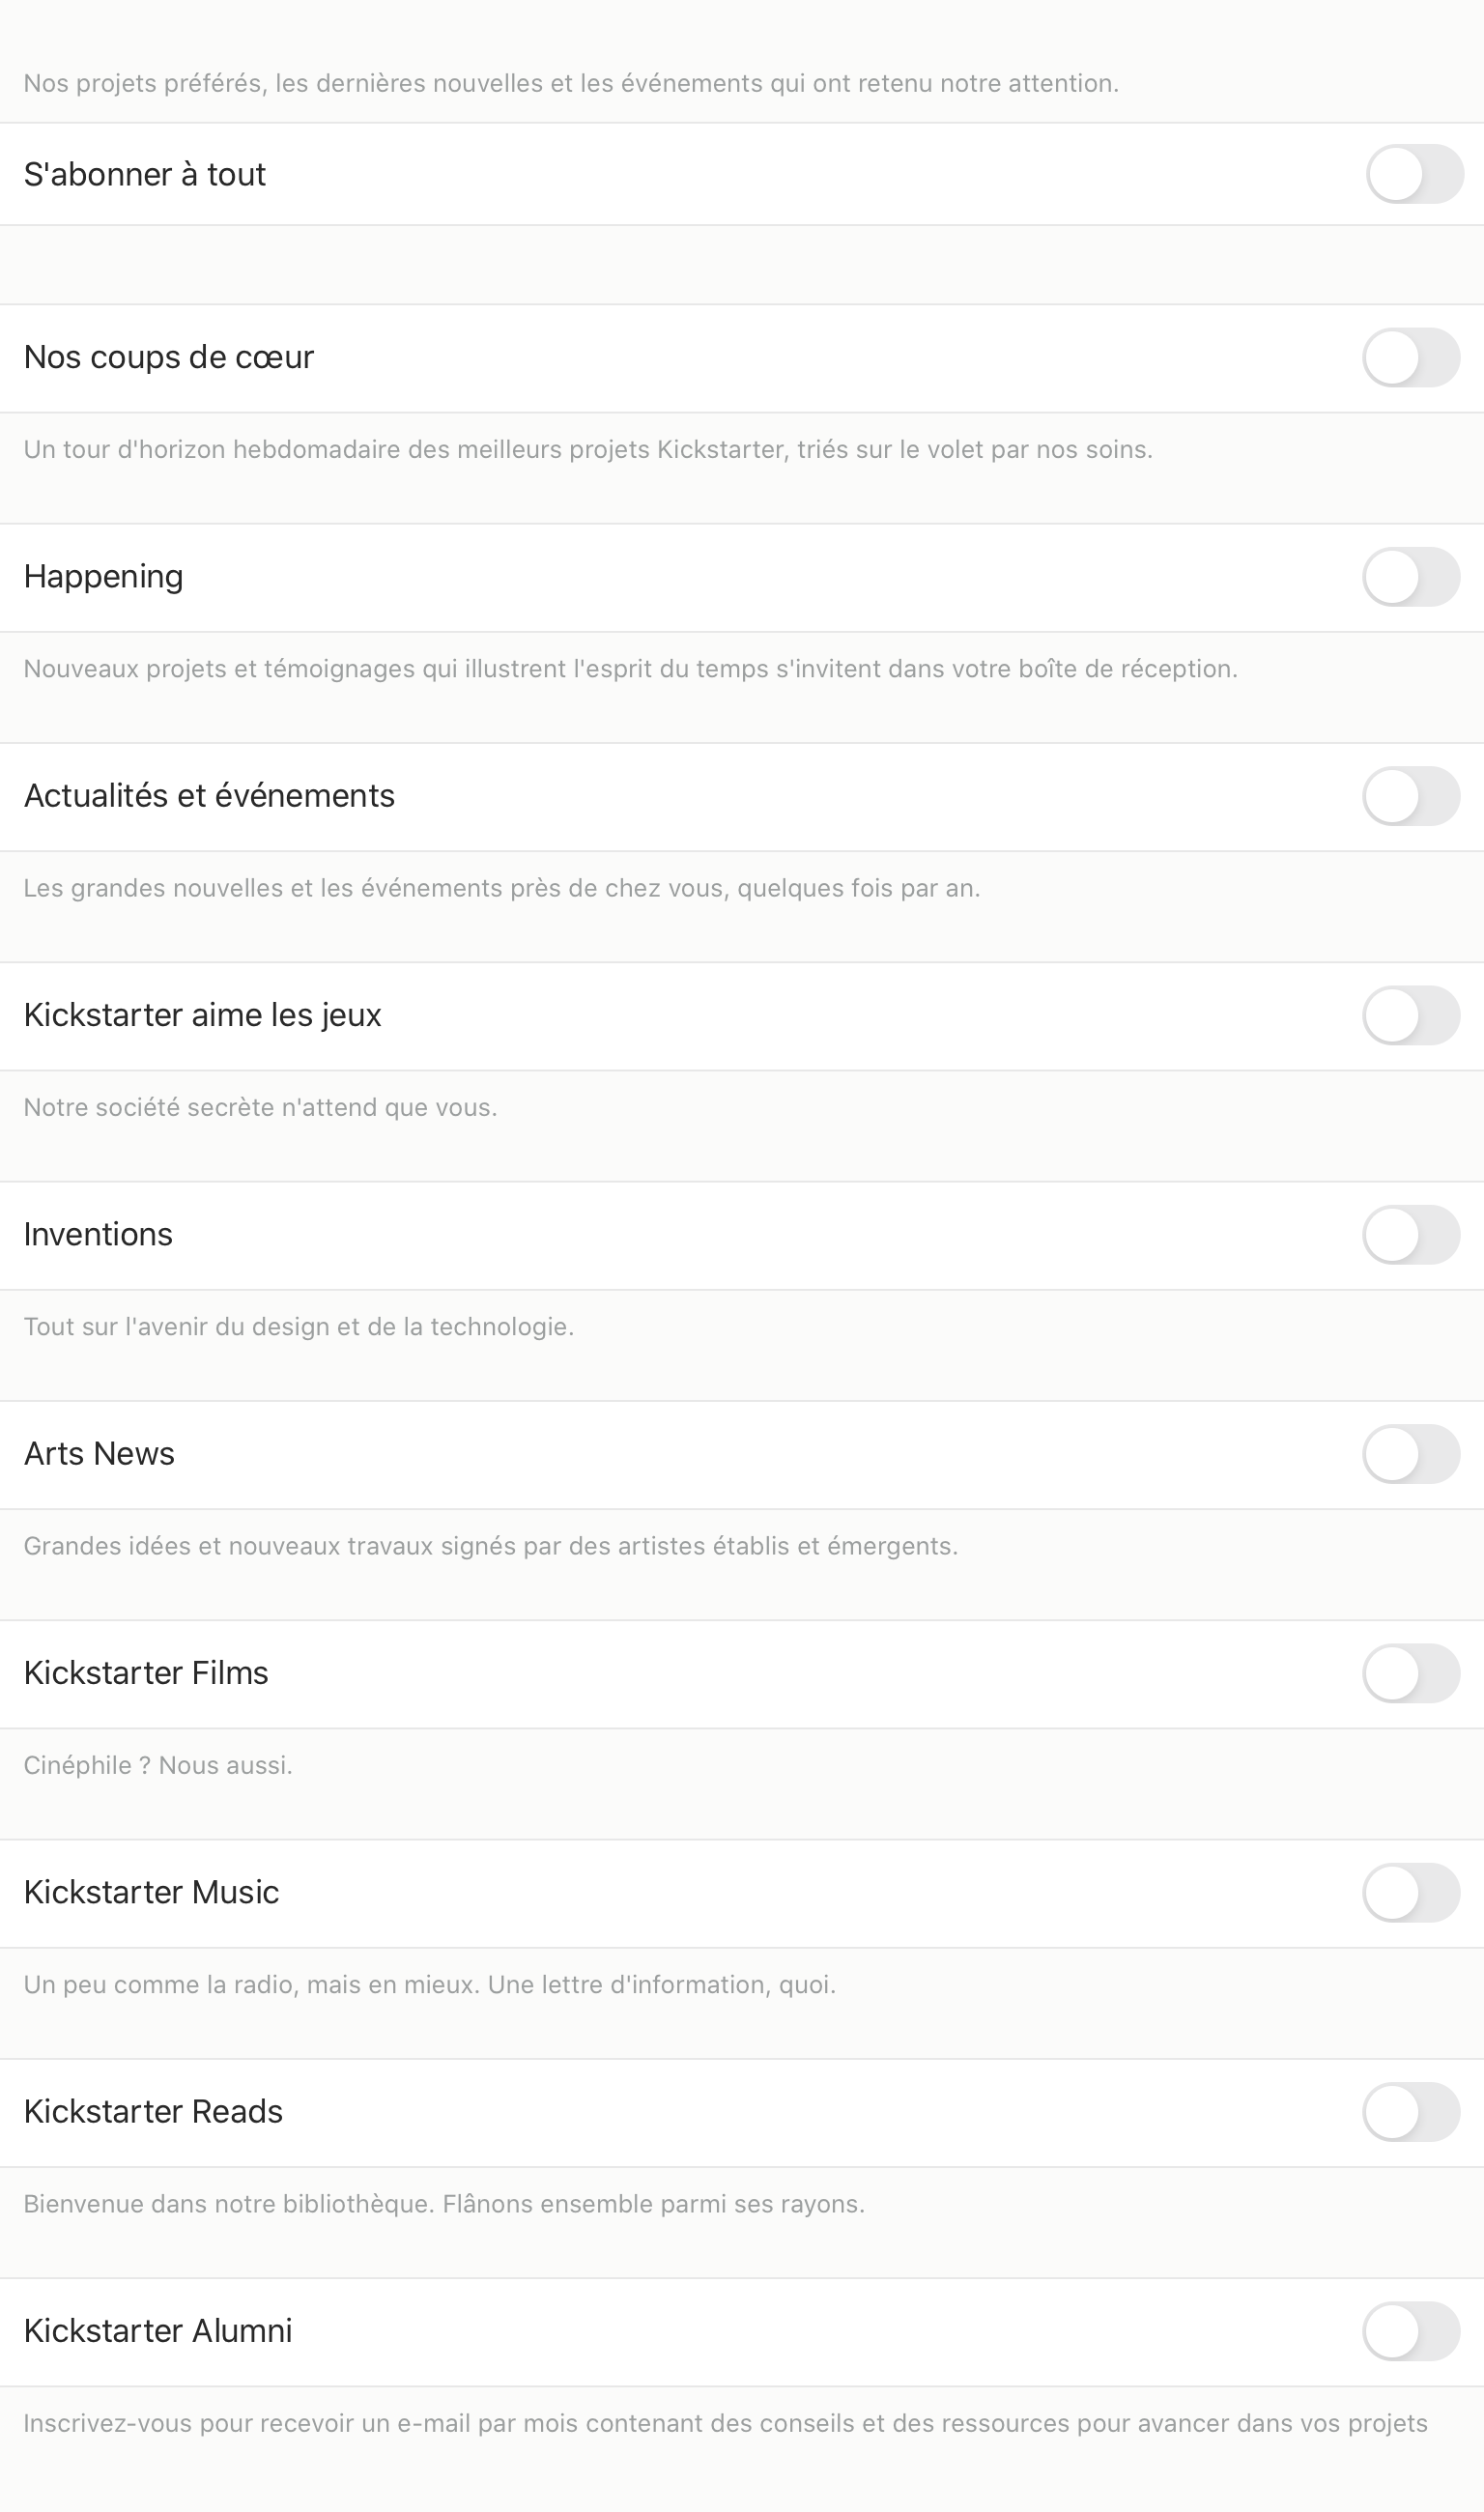 Nos projets préférés, les dernières nouvelles et les événements qui ont retenu notre attention.
S'abonner à tout
Nos coups de cœur
Un tour d'horizon hebdomadaire des meilleurs projets Kickstarter, triés sur le volet par nos soins.
Happening
Nouveaux projets et témoignages qui illustrent l'esprit du temps s'invitent dans votre boîte de réception.
Actualités et événements
Les grandes nouvelles et les événements près de chez vous, quelques fois par an.
Kickstarter aime les jeux
Notre société secrète n'attend que vous.
Inventions
Tout sur l'avenir du design et de la technologie.
Arts News
Grandes idées et nouveaux travaux signés par des artistes établis et émergents.
Kickstarter Films
Cinéphile ? Nous aussi.
Kickstarter Music
Un peu comme la radio, mais en mieux. Une lettre d'information, quoi.
Kickstarter Reads
Bienvenue dans notre bibliothèque. Flânons ensemble parmi ses rayons.
Kickstarter Alumni
Inscrivez-vous pour recevoir un e-mail par mois contenant des conseils et des ressources pour avancer dans vos projets